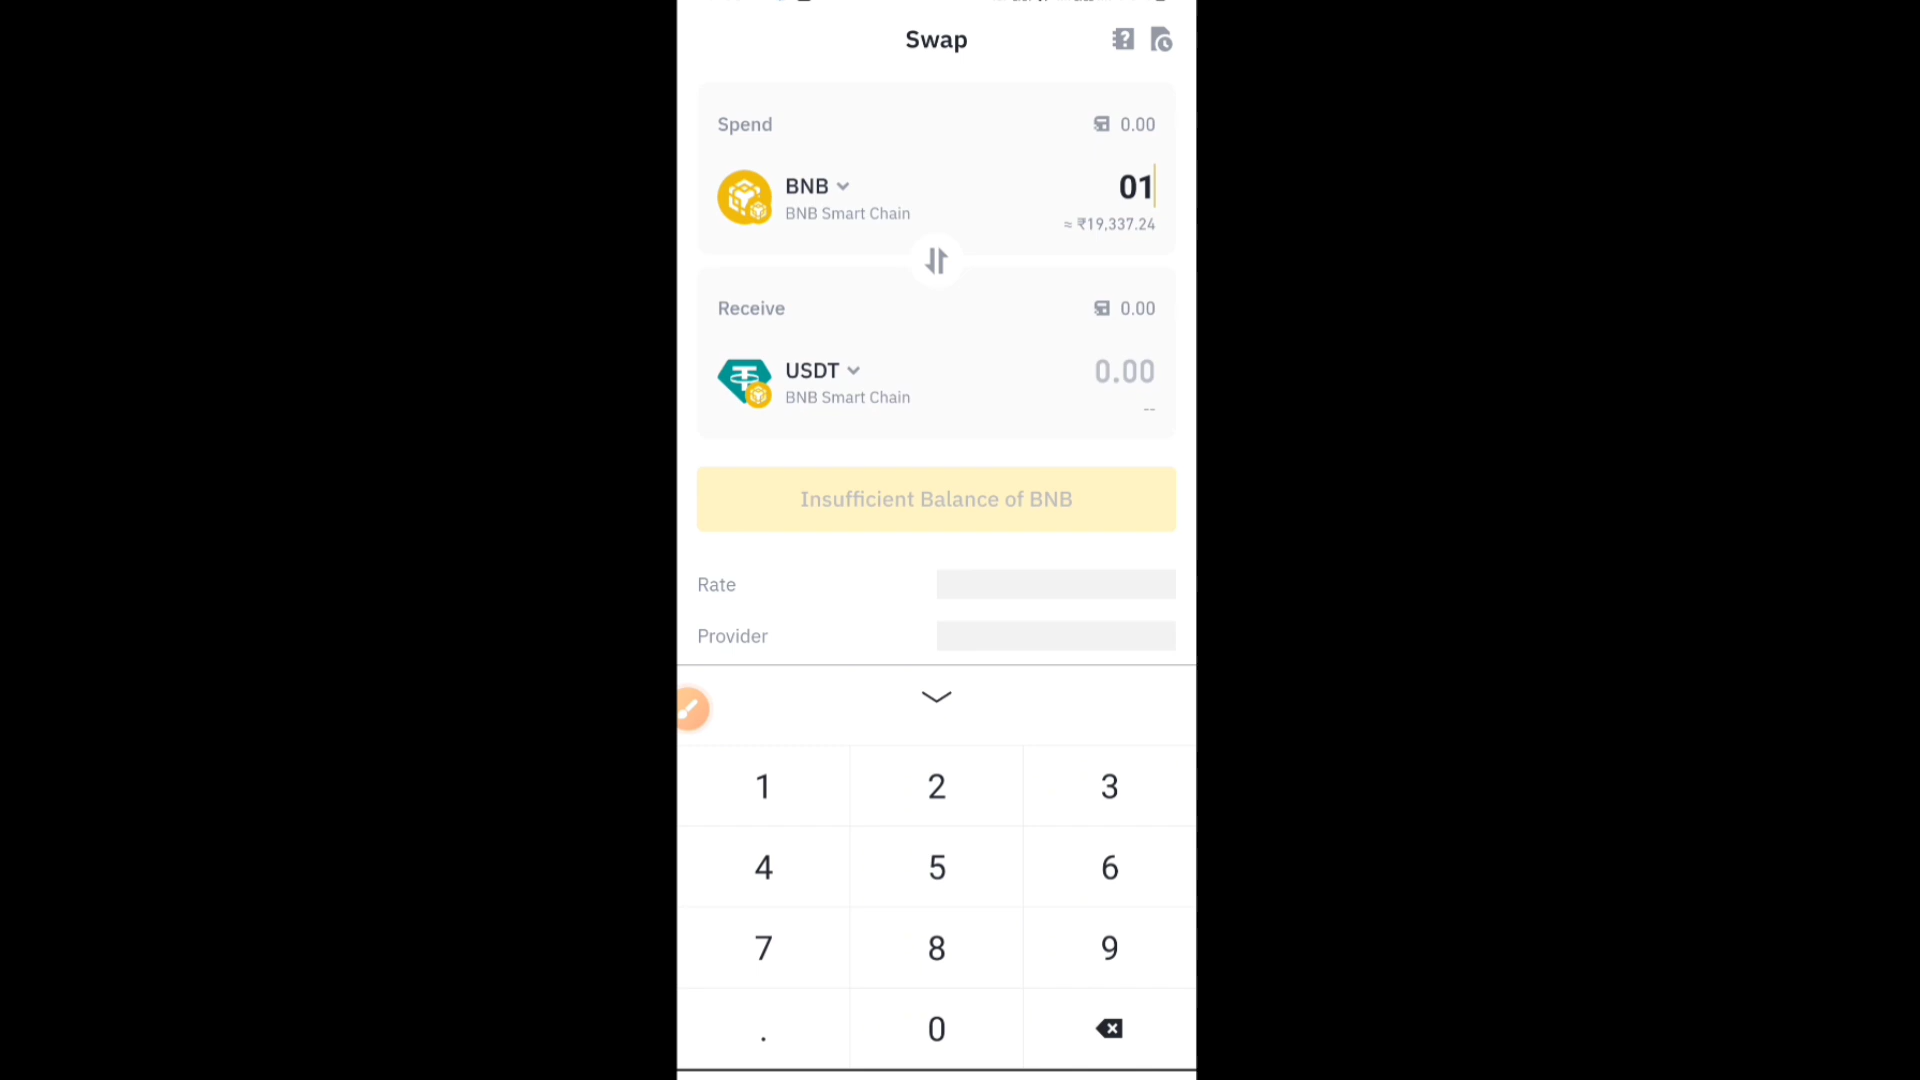 Swap
Spend
0.00
BNB
01
BNB Smart Chain
≈ ₹19,337.24
Receive
0.00
USDT
0.00
BNB Smart Chain
--
Insufficient Balance of BNB
Rate
Provider
1 2 3
4 5 6
7 8 9
. 0